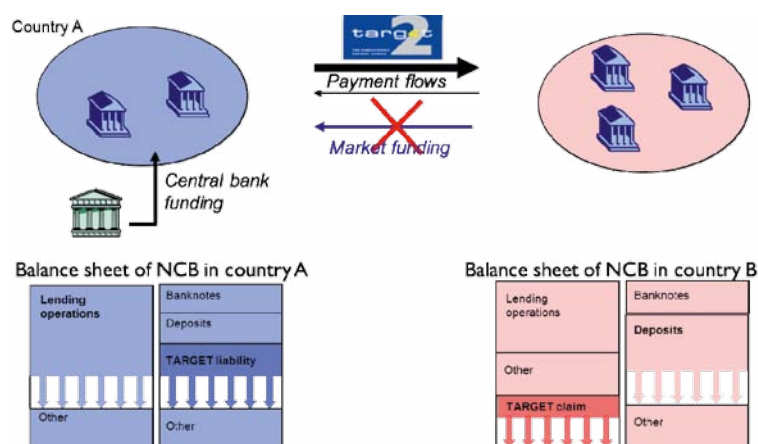 Country A
target
2
Payment flows
Market funding
Central bank
funding
Balance sheet of NCB in country A
Balance sheet of NCB in country B
Lending
operations
Other
Banknotes
Deposits
TARGET liability
Other
Lending
operations
Other
TARGET claim
Banknotes
Deposits
Other